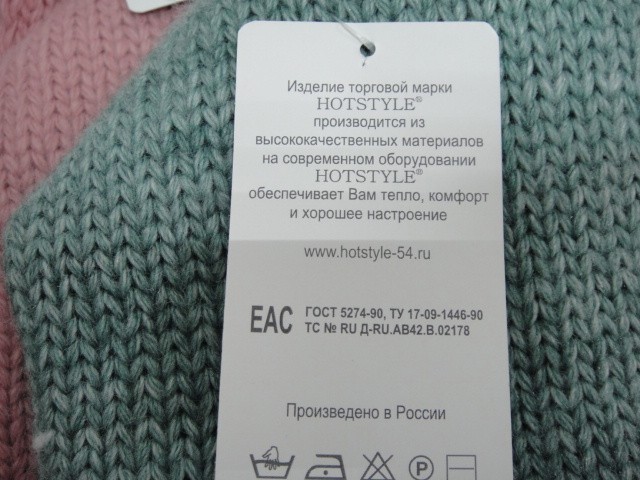 Изделие торговой марки
HOTSTYLE®
производится из
высококачественных материалов
на современном оборудовании
HOTSTYLE®
обеспечивает Вам тепло, комфорт
и хорошее настроение
www.hotstyle-54.ru
EAC ГОСТ 5274-90, ТУ 17-09-1446-90
ТС № RU Д-RU.АВ42.В.02178
Произведено в России
P